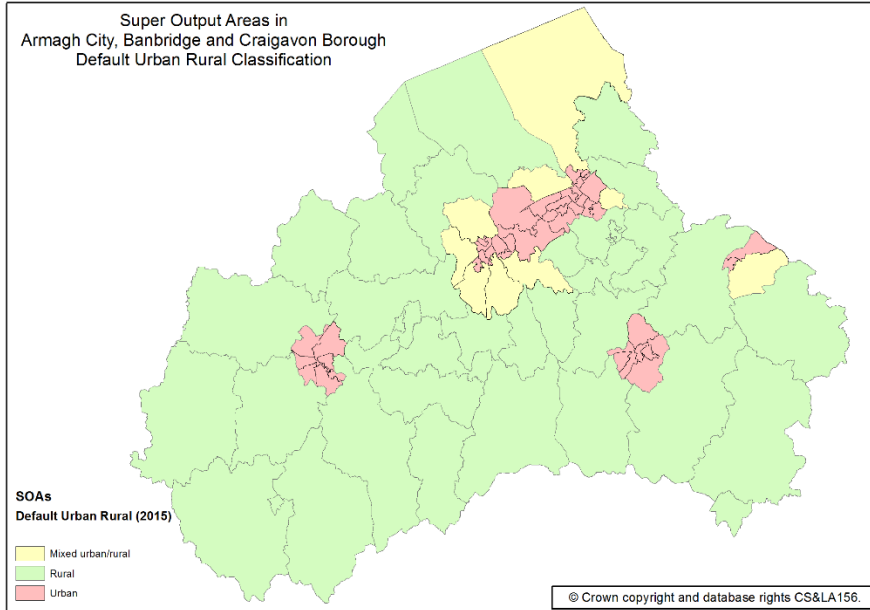 Super Output Areas in
Armagh City, Banbridge and Craigavon Borough
Default Urban Rural Classification
SOAs
Default Urban Rural (2015)
Mixed urban/rural
Rural
Urban
© Crown copyright and database rights CS&LA156.